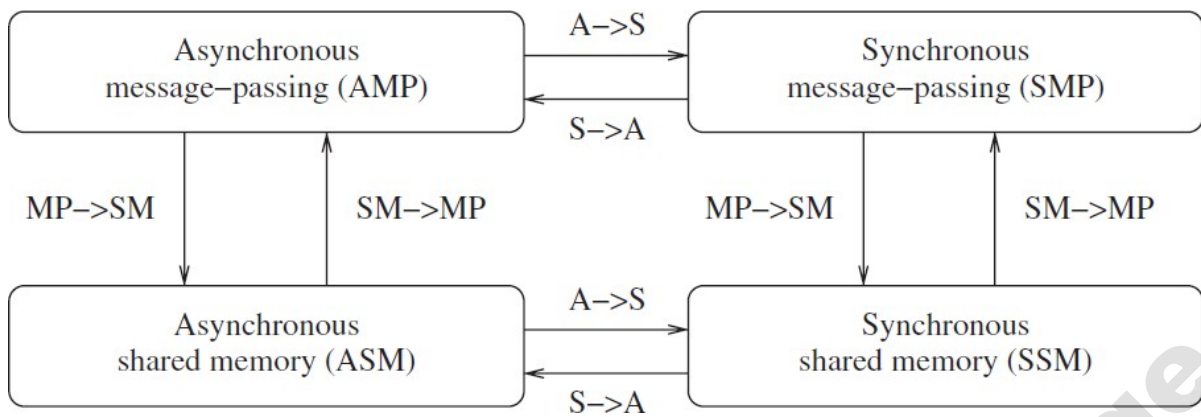 Asynchronous
message–passing (AMP)
A–>S
S–>A
Synchronous
message–passing (SMP)
MP–>SM
SM–>MP
MP–>SM
SM–>MP
Asynchronous
shared memory (ASM)
A–>S
S–>A
Synchronous
shared memory (SSM)